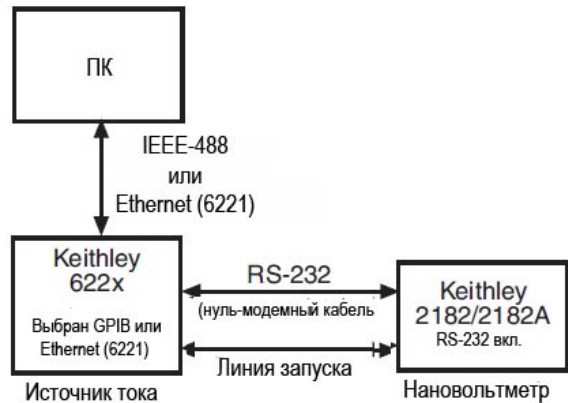 ПК
IEEE-488
или
Ethernet (6221)
Keithley
622x
Выбран GPIB или
Ethernet (6221)
Источник тока
RS-232
(нуль-модемный кабель
Линия запуска
Keithley
2182/2182A
RS-232 вкл.
Нановольтметр